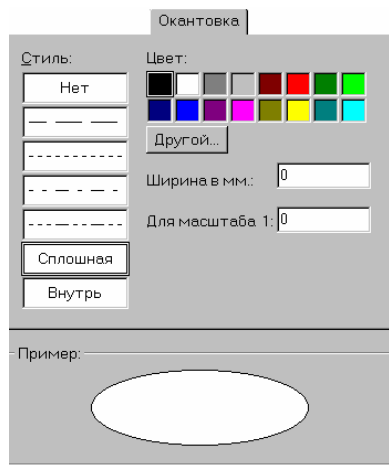 Окантовка
Стиль:
Цвет:
Нет
Другой...
Ширина в мм.: 0
Для масштаба 1: 0
Сплошная
Внутрь
Пример: